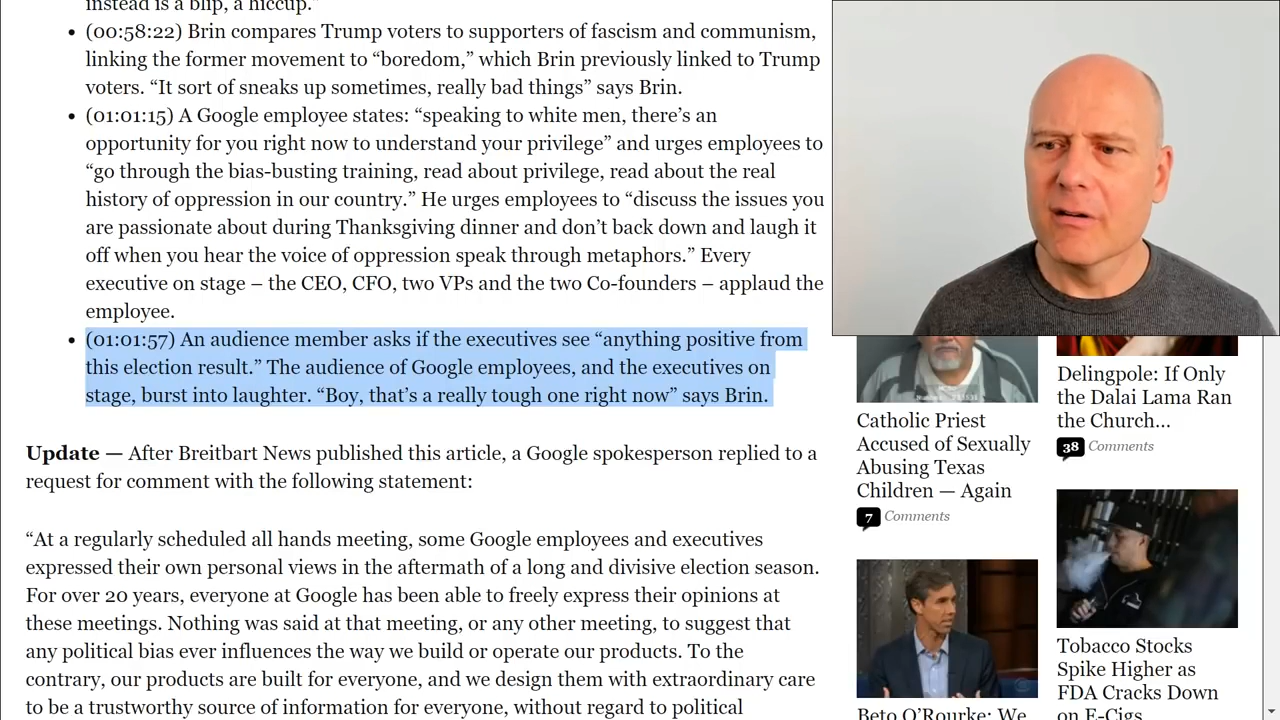 instead is a blip, a hiccup.”
• (00:58:22) Brin compares Trump voters to supporters of fascism and communism,
linking the former movement to “boredom,” which Brin previously linked to Trump
voters. “It sort of sneaks up sometimes, really bad things” says Brin.
• (01:01:15) A Google employee states: “speaking to white men, there’s an
opportunity for you right now to understand your privilege” and urges employees to
“go through the bias-busting training, read about privilege, read about the real
history of oppression in our country.” He urges employees to “discuss the issues you
are passionate about during Thanksgiving dinner and don’t back down and laugh it
off when you hear the voice of oppression speak through metaphors.” Every
executive on stage – the CEO, CFO, two VPs and the two Co-founders – applaud the
employee.
• (01:01:57) An audience member asks if the executives see “anything positive from
this election result.” The audience of Google employees, and the executives on
stage, burst into laughter. “Boy, that’s a really tough one right now” says Brin.
Update — After Breitbart News published this article, a Google spokesperson replied to a
request for comment with the following statement:
“At a regularly scheduled all hands meeting, some Google employees and executives
expressed their own personal views in the aftermath of a long and divisive election season.
For over 20 years, everyone at Google has been able to freely express their opinions at
these meetings. Nothing was said at that meeting, or any other meeting, to suggest that
any political bias ever influences the way we build or operate our products. To the
contrary, our products are built for everyone, and we design them with extraordinary care
to be a trustworthy source of information for everyone, without regard to political
Catholic Priest
Accused of Sexually
Abusing Texas
Children — Again
7 Comments
Beto O’Rourke: We
Delingpole: If Only
the Dalai Lama Ran
the Church…
38 Comments
Tobacco Stocks
Spike Higher as
FDA Cracks Down
on E-Cigs